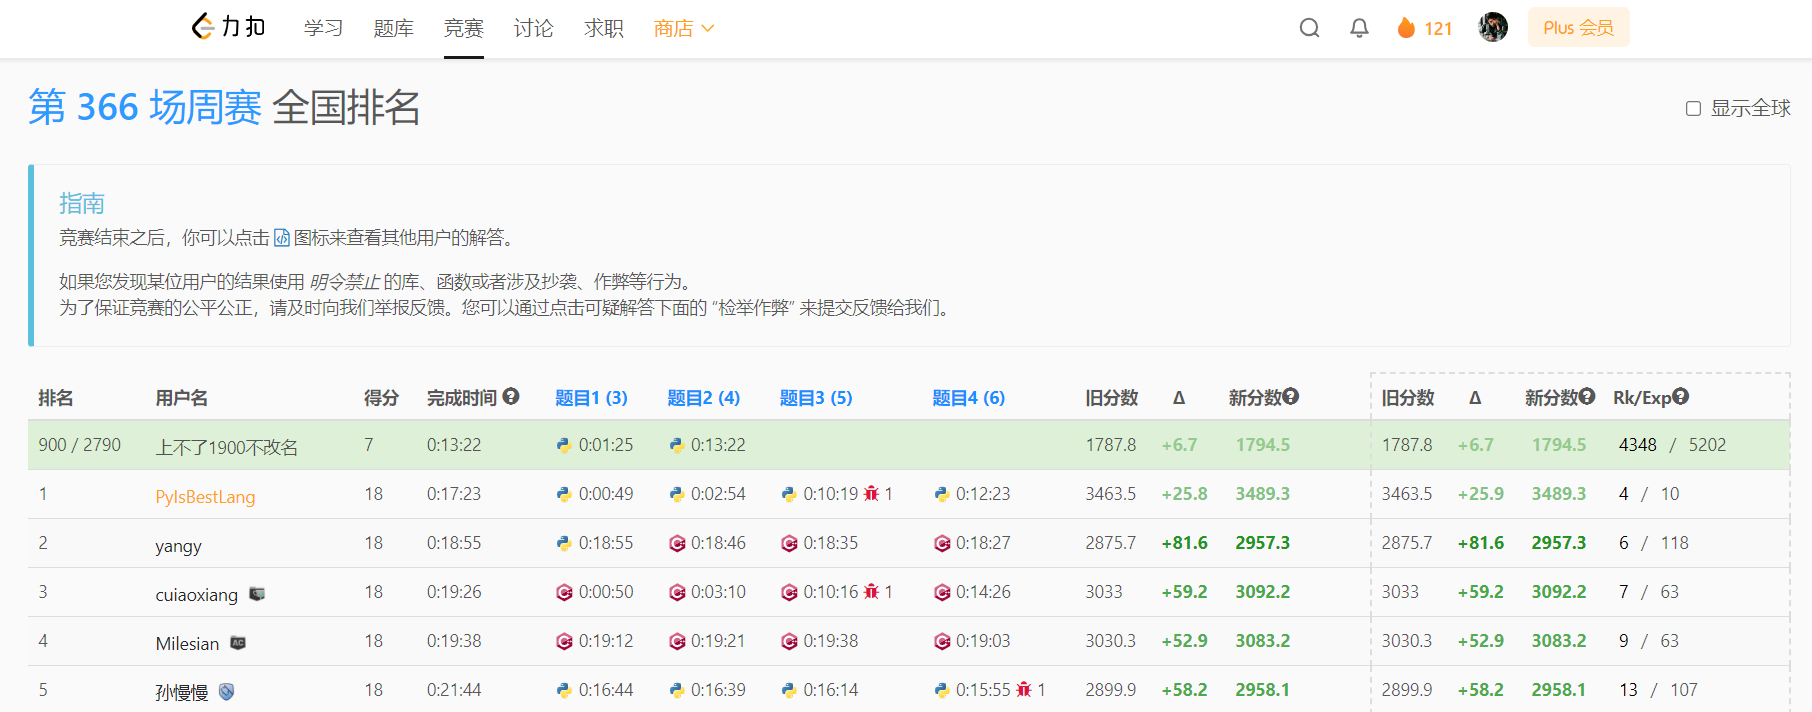 力扣 学习 题库 竞赛 讨论 求职 商店 121 Plus 会员
第 366 场周赛 全国排名 显示全球
指南
竞赛结束之后，你可以点击 图标来查看其他用户的解答。
如果您发现某位用户的结果使用 明令禁止 的库、函数或者涉及抄袭、作弊等行为。
为了保证竞赛的公平公正，请及时向我们举报反馈。您可以通过点击可疑解答下面的 “检举作弊” 来提交反馈给我们。
排名 用户名 得分 完成时间 题目1 (3) 题目2 (4) 题目3 (5) 题目4 (6) 旧分数 Δ 新分数 旧分数 Δ 新分数 Rk/Exp
900 / 2790 上不了1900不改名 7 0:13:22 0:01:25 0:13:22 1787.8 +6.7 1794.5 1787.8 +6.7 1794.5 4348 / 5202
1 PyIsBestLang 18 0:17:23 0:00:49 0:02:54 0:10:19 1 0:12:23 3463.5 +25.8 3489.3 3463.5 +25.9 3489.3 4 / 10
2 yangy 18 0:18:55 0:18:55 0:18:46 0:18:35 0:18:27 2875.7 +81.6 2957.3 2875.7 +81.6 2957.3 6 / 118
3 cuiaoxiang 18 0:19:26 0:00:50 0:03:10 0:10:16 1 0:14:26 3033 +59.2 3092.2 3033 +59.2 3092.2 7 / 63
4 Milesian AC 18 0:19:38 0:19:12 0:19:21 0:19:38 0:19:03 3030.3 +52.9 3083.2 3030.3 +52.9 3083.2 9 / 63
5 孙慢慢 18 0:21:44 0:16:44 0:16:39 0:16:14 0:15:55 1 2899.9 +58.2 2958.1 2899.9 +58.2 2958.1 13 / 107